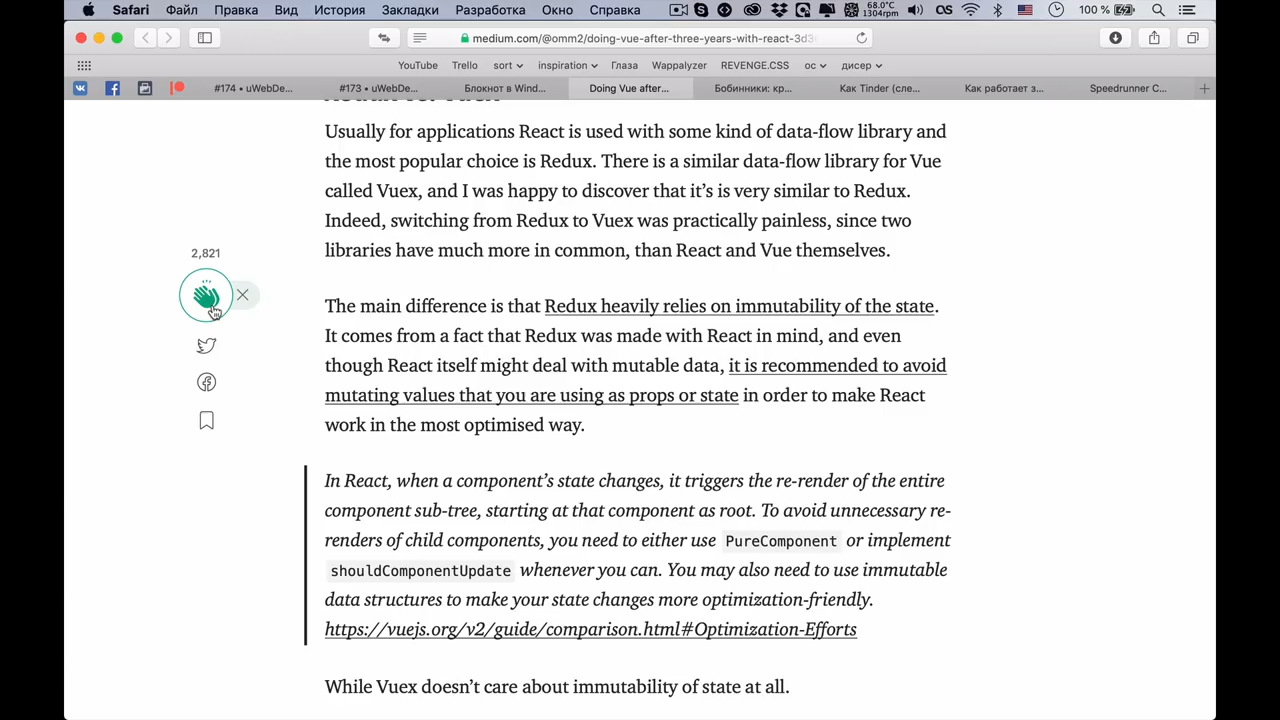 Safari Файл Правка Вид История Закладки Разработка Окно Справка 68.0°C 1304rpm 100 %
medium.com/@omm2/doing-vue-after-three-years-with-react-3d3
YouTube Trello sort inspiration Глаза Wappalyzer REVENGE.CSS ос дисер
#174 • uWebDe... #173 • uWebDe... Блокнот в Wind... Doing Vue after... Бобинники: кр... Как Tinder (сле... Как работает з... Speedrunner C...
Usually for applications React is used with some kind of data-flow library and
the most popular choice is Redux. There is a similar data-flow library for Vue
called Vuex, and I was happy to discover that it’s is very similar to Redux.
Indeed, switching from Redux to Vuex was practically painless, since two
libraries have much more in common, than React and Vue themselves.
2,821
The main difference is that Redux heavily relies on immutability of the state.
It comes from a fact that Redux was made with React in mind, and even
though React itself might deal with mutable data, it is recommended to avoid
mutating values that you are using as props or state in order to make React
work in the most optimised way.
In React, when a component’s state changes, it triggers the re-render of the entire
component sub-tree, starting at that component as root. To avoid unnecessary re-
renders of child components, you need to either use PureComponent or implement
shouldComponentUpdate whenever you can. You may also need to use immutable
data structures to make your state changes more optimization-friendly.
https://vuejs.org/v2/guide/comparison.html#Optimization-Efforts
While Vuex doesn’t care about immutability of state at all.